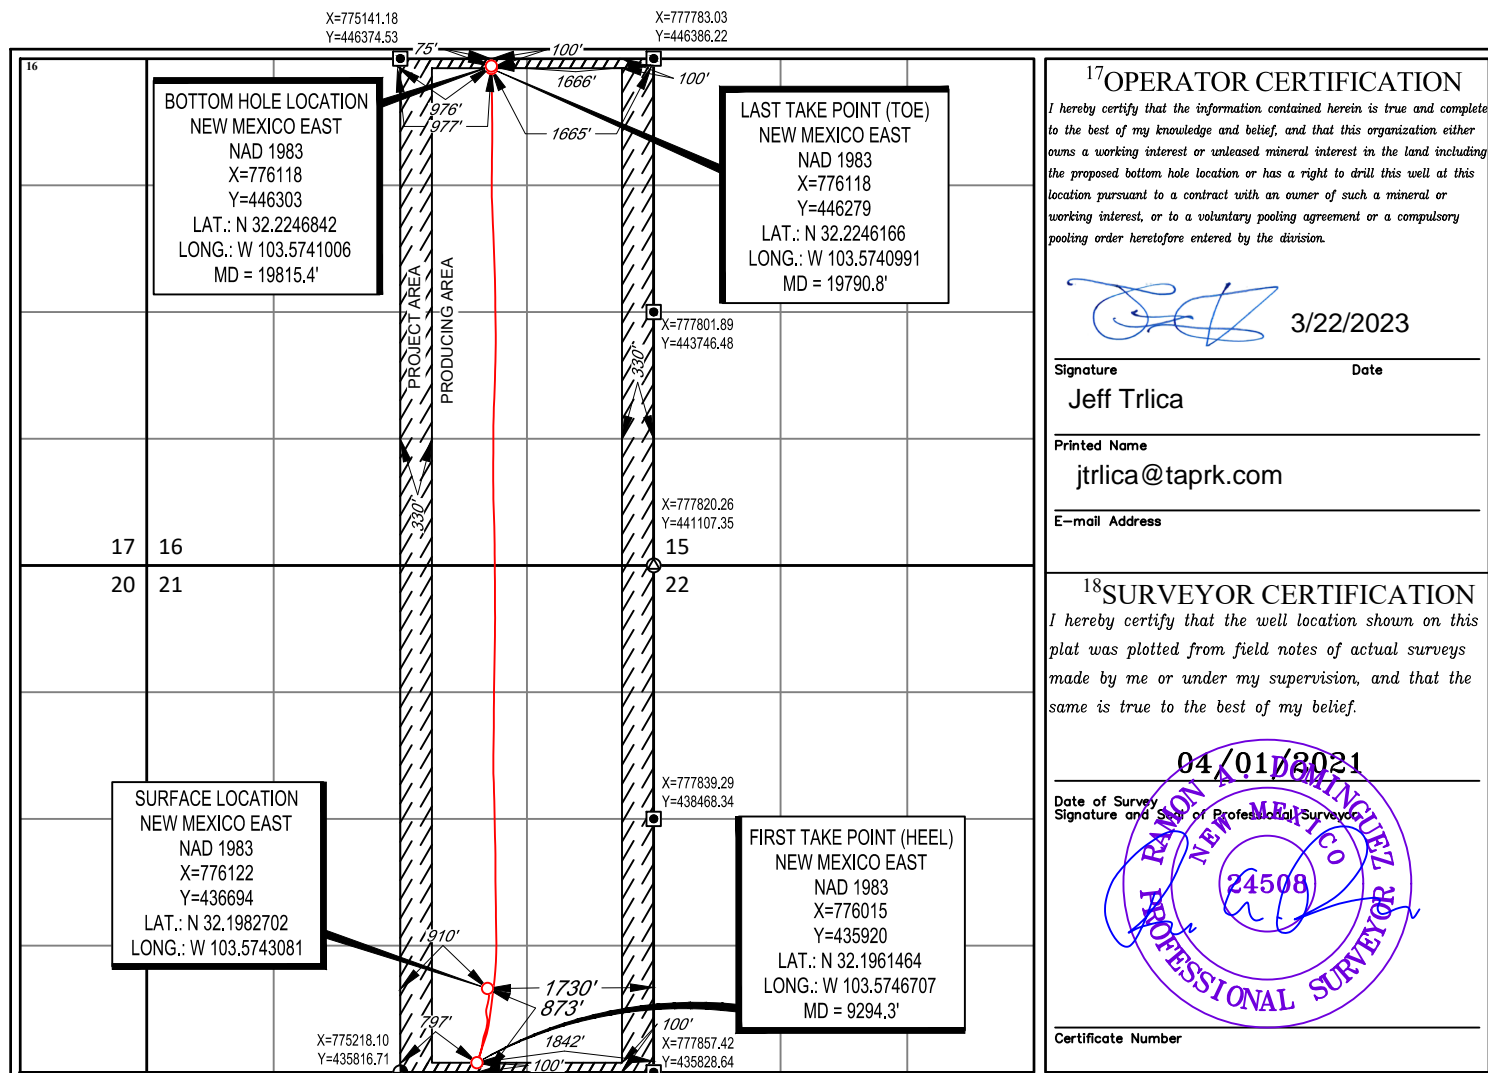 X=775141.18
Y=446374.53
X=777783.03
Y=446386.22
16
75'
100'
1666'
100'
976'
977'
1665'
BOTTOM HOLE LOCATION
NEW MEXICO EAST
NAD 1983
X=776118
Y=446303
LAT.: N 32.2246842
LONG.: W 103.5741006
MD = 19815.4'
LAST TAKE POINT (TOE)
NEW MEXICO EAST
NAD 1983
X=776118
Y=446279
LAT.: N 32.2246166
LONG.: W 103.5740991
MD = 19790.8'
PROJECT AREA
PRODUCING AREA
X=777801.89
Y=443746.48
330'
330'
X=777820.26
Y=441107.35
17 16
15
20 21
22
X=777839.29
Y=438468.34
SURFACE LOCATION
NEW MEXICO EAST
NAD 1983
X=776122
Y=436694
LAT.: N 32.1982702
LONG.: W 103.5743081
FIRST TAKE POINT (HEEL)
NEW MEXICO EAST
NAD 1983
X=776015
Y=435920
LAT.: N 32.1961464
LONG.: W 103.5746707
MD = 9294.3'
910'
1730'
873'
797'
1842'
100'
100'
X=775218.10
Y=435816.71
X=777857.42
Y=435828.64
17 OPERATOR CERTIFICATION
I hereby certify that the information contained herein is true and complete
to the best of my knowledge and belief, and that this organization either
owns a working interest or unleased mineral interest in the land including
the proposed bottom hole location or has a right to drill this well at this
location pursuant to a contract with an owner of such a mineral or
working interest, or to a voluntary pooling agreement or a compulsory
pooling order heretofore entered by the division.
3/22/2023
Signature Date
Jeff Trlica
Printed Name
jtrlica@taprk.com
E-mail Address
18 SURVEYOR CERTIFICATION
I hereby certify that the well location shown on this
plat was plotted from field notes of actual surveys
made by me or under my supervision, and that the
same is true to the best of my belief.
04/01/2021
Date of Survey
Signature and Seal of Professional Surveyor
RAMON A. DOMINGUEZ
NEW MEXICO
24508
PROFESSIONAL SURVEYOR
Certificate Number